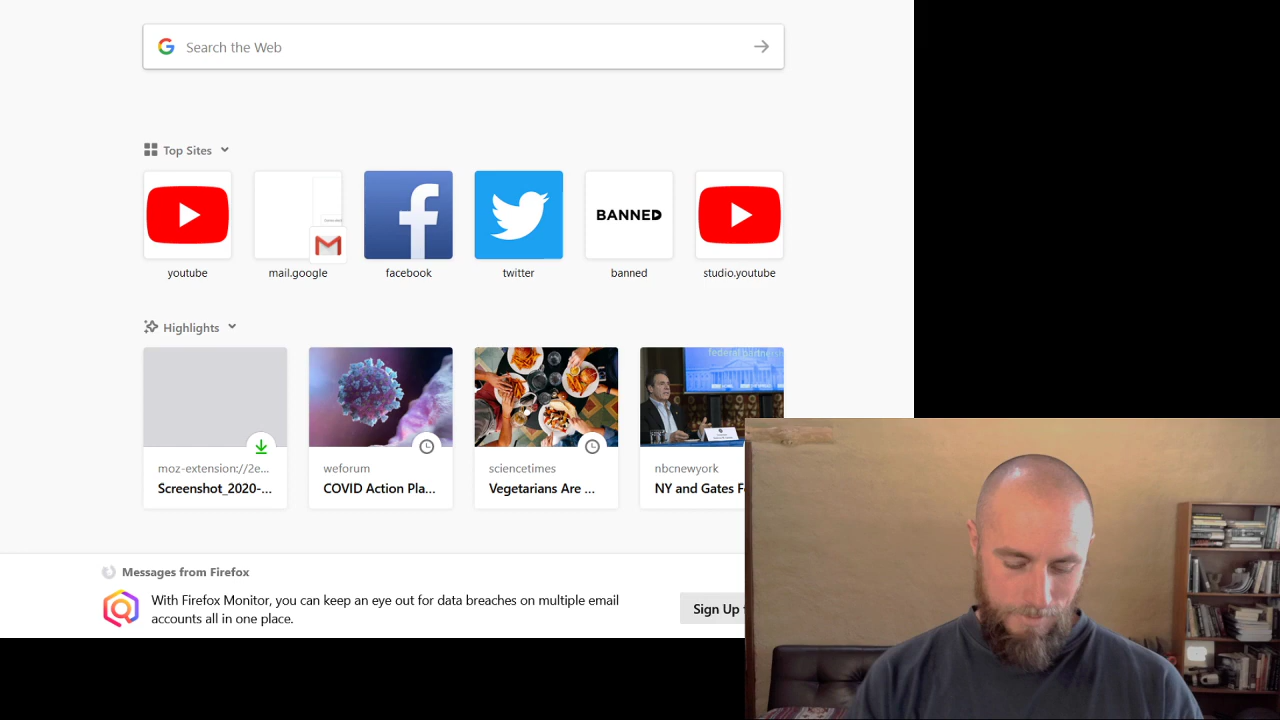 Search the Web
Top Sites
BANNED
youtube
mail.google
facebook
twitter
banned
studio.youtube
Highlights
federal partnersh
moz-extension://2e...
weforum
sciencetimes
nbcnewyork
Screenshot_2020-...
COVID Action Pla...
Vegetarians Are ...
NY and Gates F
Messages from Firefox
With Firefox Monitor, you can keep an eye out for data breaches on multiple email
accounts all in one place.
Sign Up